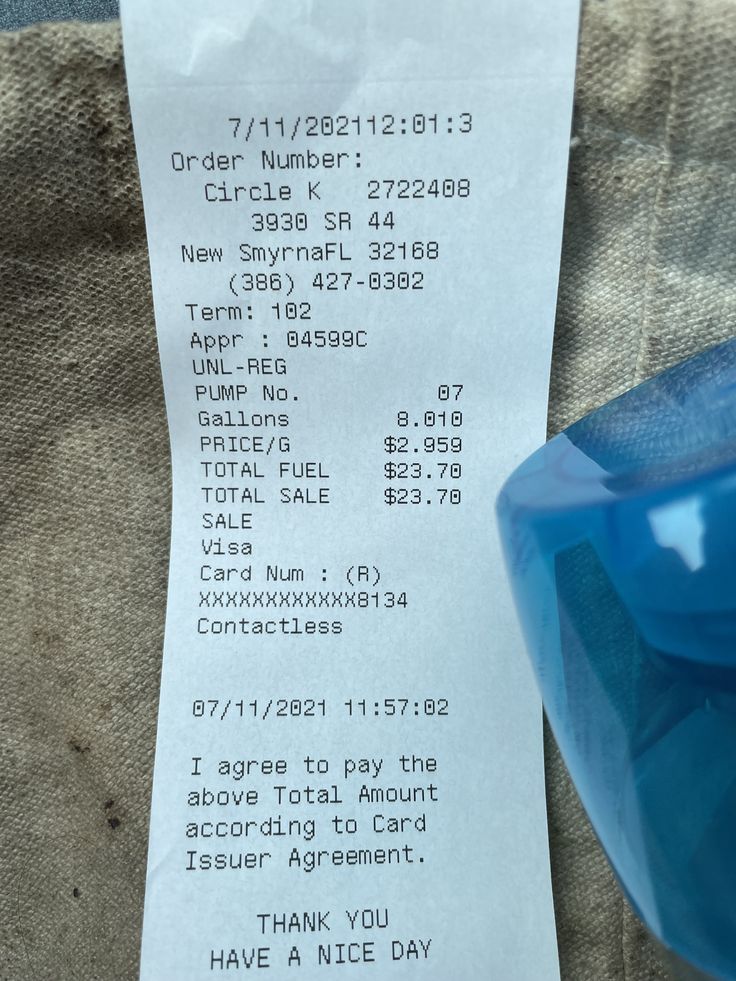 7/11/202112:01:3
Order Number:
Circle K 2722408
3930 SR 44
New SmyrnaFL 32168
(386) 427-0302
Term: 102
Appr : 04599C
UNL-REG
PUMP No. 07
Gallons 8.010
PRICE/G $2.959
TOTAL FUEL $23.70
TOTAL SALE $23.70
SALE
Visa
Card Num : (R)
XXXXXXXXXXXX8134
Contactless
07/11/2021 11:57:02
I agree to pay the
above Total Amount
according to Card
Issuer Agreement.
THANK YOU
HAVE A NICE DAY